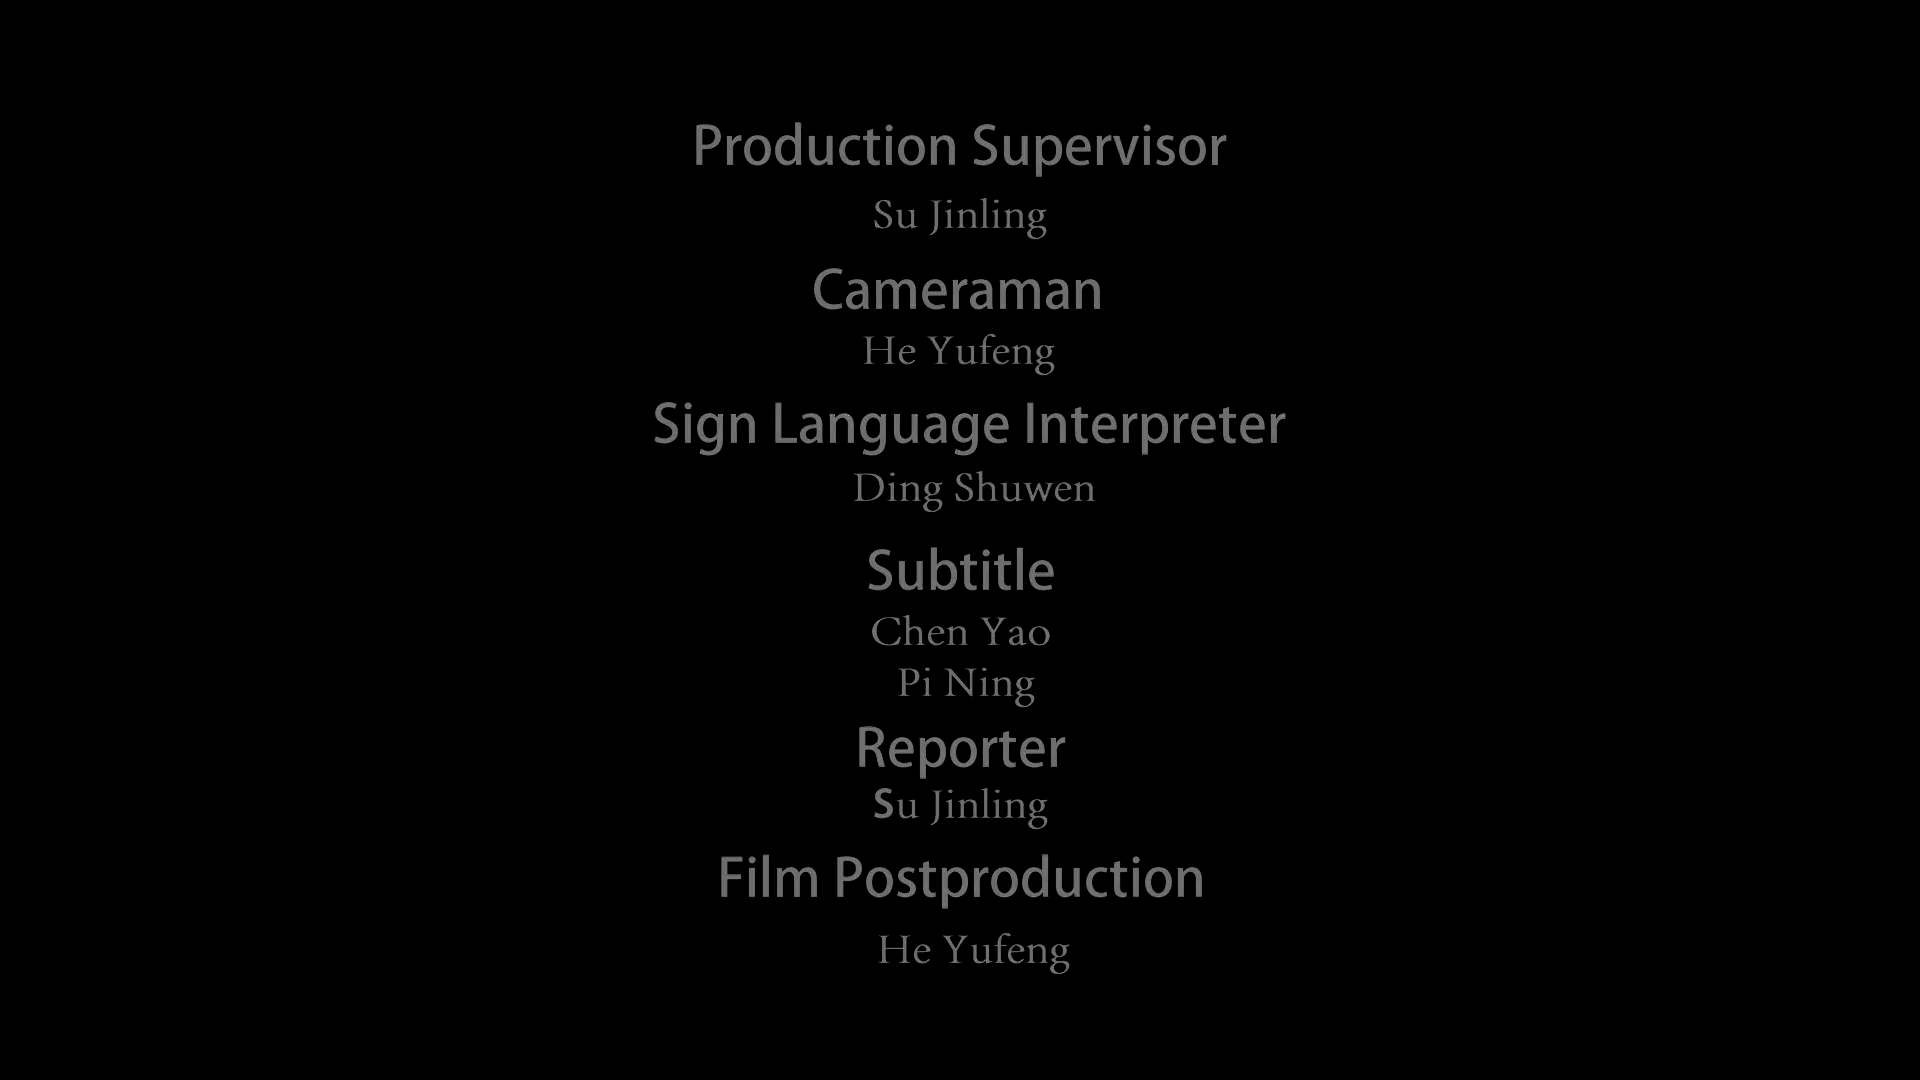 Production Supervisor
Su Jinling
Cameraman
He Yufeng
Sign Language Interpreter
Ding Shuwen
Subtitle
Chen Yao
Pi Ning
Reporter
Su Jinling
Film Postproduction
He Yufeng